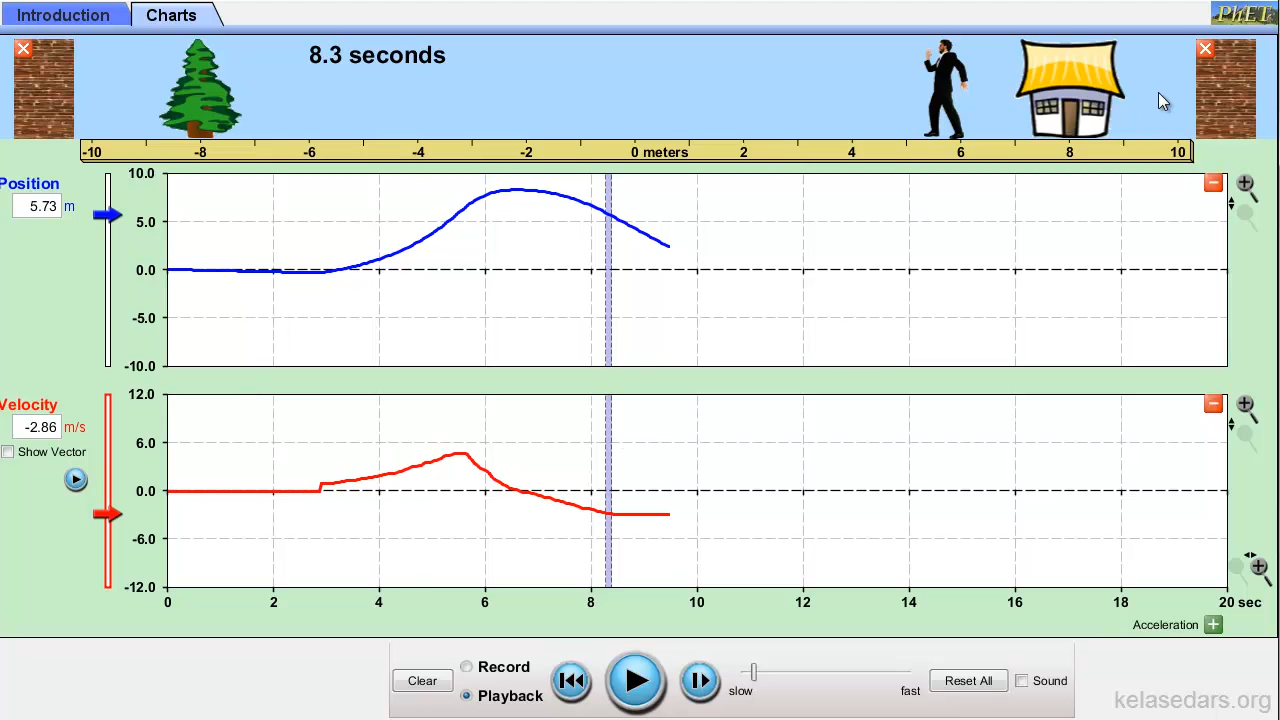 Introduction
Charts
PhET
8.3 seconds
-10 -8 -6 -4 -2 0 meters 2 4 6 8 10
Position
5.73 m
10.0
5.0
0.0
-5.0
-10.0
Velocity
-2.86 m/s
Show Vector
12.0
6.0
0.0
-6.0
-12.0
0 2 4 6 8 10 12 14 16 18 20 sec
Acceleration
Clear
Record
Playback
slow
fast
Reset All
Sound
kelasedars.org